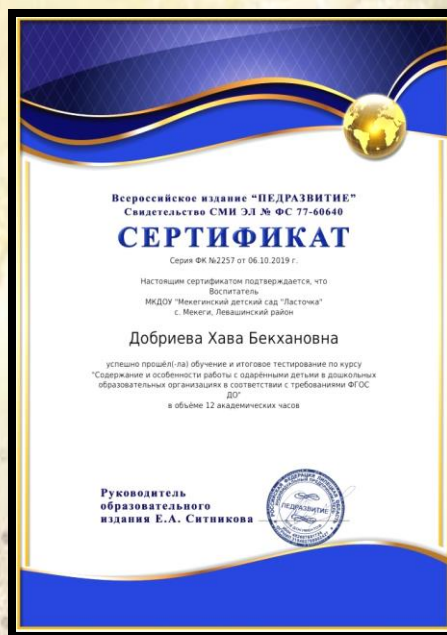 Всероссийское издание “ПЕДРАЗВИТИЕ”
Свидетельство СМИ ЭЛ № ФС 77-60640
СЕРТИФИКАТ
Серия ФК №2257 от 06.10.2019 г.
Настоящим сертификатом подтверждается, что
Воспитатель
МКДОУ "Мекегинский детский сад "Ласточка"
с. Мекеги, Левашинский район
Добриева Хава Бекхановна
успешно прошёл(-ла) обучение и итоговое тестирование по курсу
"Содержание и особенности работы с одарёнными детьми в дошкольных
образовательных организациях в соответствии с требованиями ФГОС
ДО"
в объёме 12 академических часов
Руководитель
образовательного
издания Е.А. Ситникова
ПЕДРАЗВИТИЕ